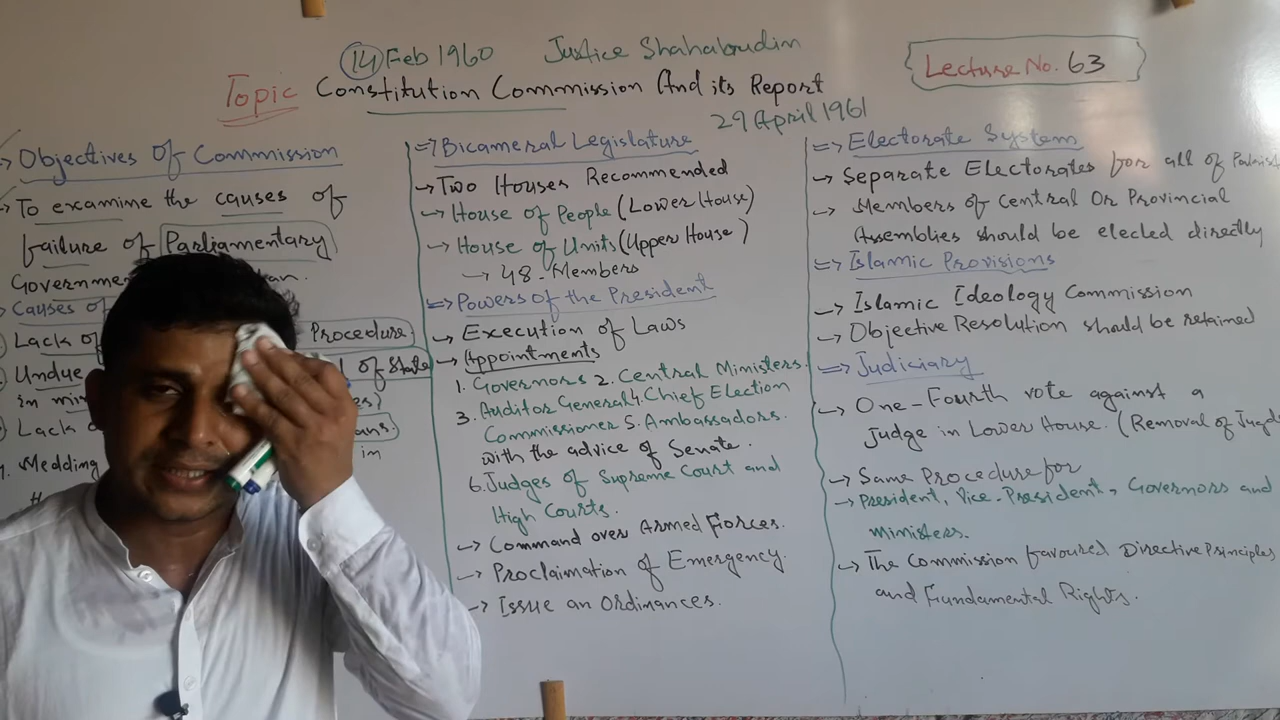 14 Feb 1960 Justice Shahabudin
Lecture No. 63
Topic Constitution Commission And its Report
29 April 1961
→ Objectives Of Commission
→ To examine the causes of
failure of Parliamentary
Government
Causes of
Lack of Procedure
Undue of State
in
Lack
in
Medding
⇒ Bicameral Legislature
→ Two Houses Recommended
→ House of People (Lower House)
→ House of Units (Upper House)
→ 48- Members
⇒ Powers of the President
→ Execution of Laws
→ Appointments
1. Governors 2. Central Ministers.
3. Auditor General 4. Chief Election
Commissioner 5. Ambassadors.
with the advice of Senate.
6. Judges of Supreme Court and
High Courts.
→ Command over Armed Forces.
→ Proclaimation of Emergency.
→ Issue an Ordinances.
⇒ Electorate System
→ Separate Electorates for all of
→ Members of Central Or Provincial
Assemblies should be elected directly
⇒ Islamic Provisions
→ Islamic Ideology Commission
→ Objective Resolution should be retained
⇒ Judiciary
→ One-Fourth vote against a
Judge in Lower House. (Removal of
→ Same Procedure for
→ President, Vice-President, Governors and
ministers.
→ The Commission favoured Directive Principles
and Fundamental Rights.